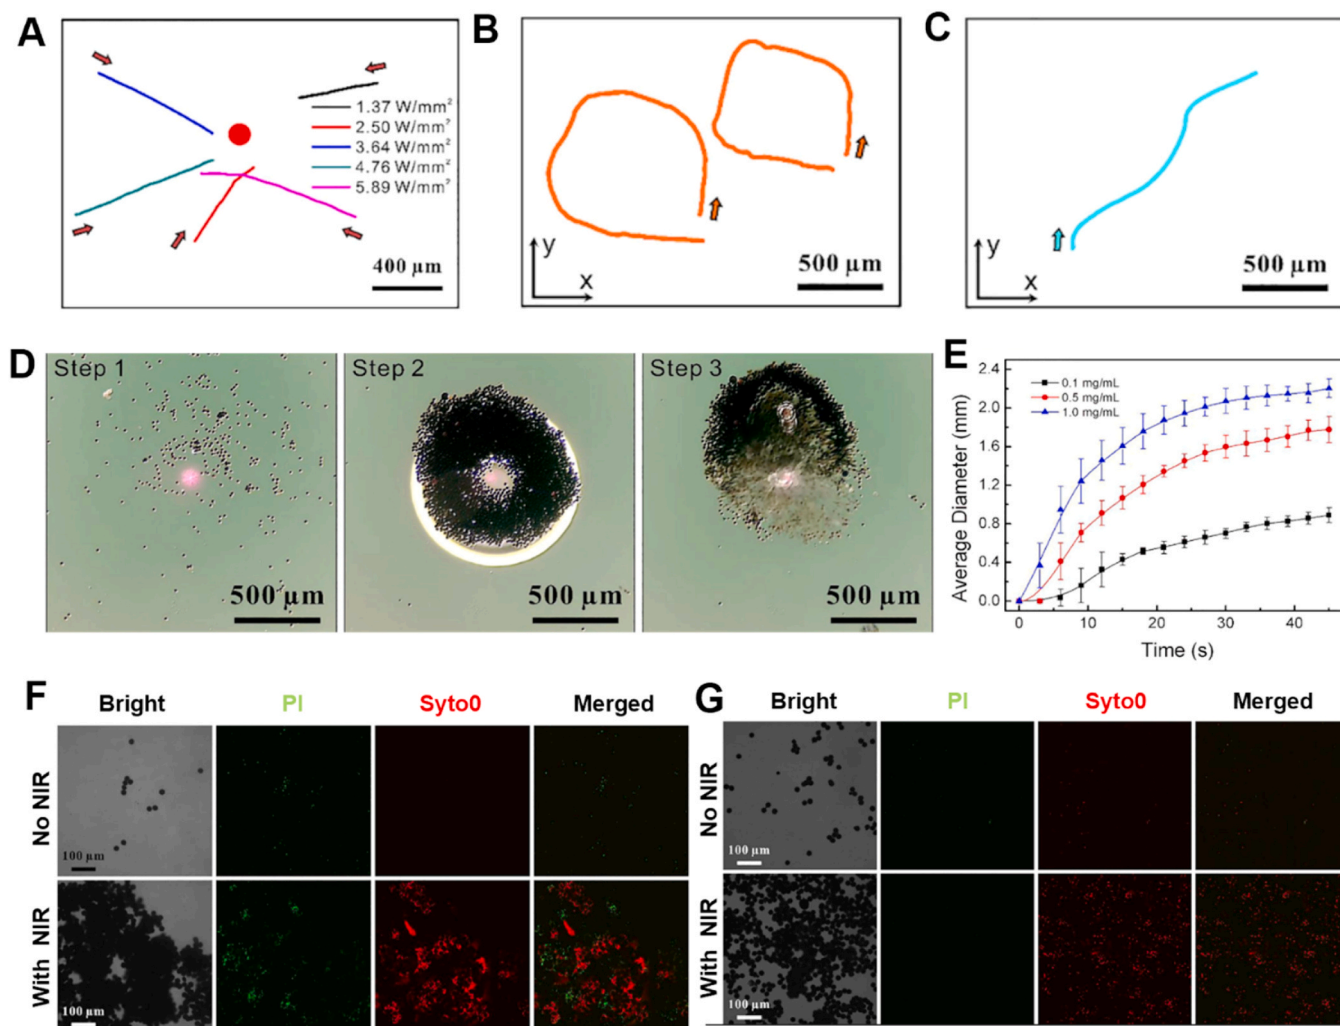 A
1.37 W/mm²
2.50 W/mm²
3.64 W/mm²
4.76 W/mm²
5.89 W/mm²
400 µm
B
y
x
500 µm
C
y
x
500 µm
D
Step 1
500 µm
Step 2
500 µm
Step 3
500 µm
E
2.4
2.0
1.6
1.2
0.8
0.4
0.0
Average Diameter (mm)
0.1 mg/mL
0.5 mg/mL
1.0 mg/mL
0 10 20 30 40
Time (s)
F
Bright PI Syto0 Merged
No NIR
100 µm
With NIR
100 µm
G
Bright PI Syto0 Merged
No NIR
100 µm
With NIR
100 µm